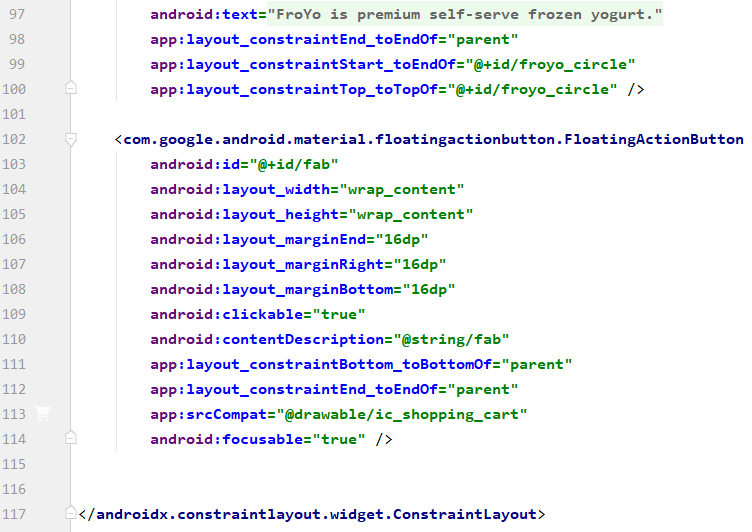 97 android:text="FroYo is premium self-serve frozen yogurt."
98 app:layout_constraintEnd_toEndOf="parent"
99 app:layout_constraintStart_toEndOf="@+id/froyo_circle"
100 app:layout_constraintTop_toTopOf="@+id/froyo_circle" />
101
102 <com.google.android.material.floatingactionbutton.FloatingActionButton
103 android:id="@+id/fab"
104 android:layout_width="wrap_content"
105 android:layout_height="wrap_content"
106 android:layout_marginEnd="16dp"
107 android:layout_marginRight="16dp"
108 android:layout_marginBottom="16dp"
109 android:clickable="true"
110 android:contentDescription="@string/fab"
111 app:layout_constraintBottom_toBottomOf="parent"
112 app:layout_constraintEnd_toEndOf="parent"
113 app:srcCompat="@drawable/ic_shopping_cart"
114 android:focusable="true" />
115
116
117 </androidx.constraintlayout.widget.ConstraintLayout>